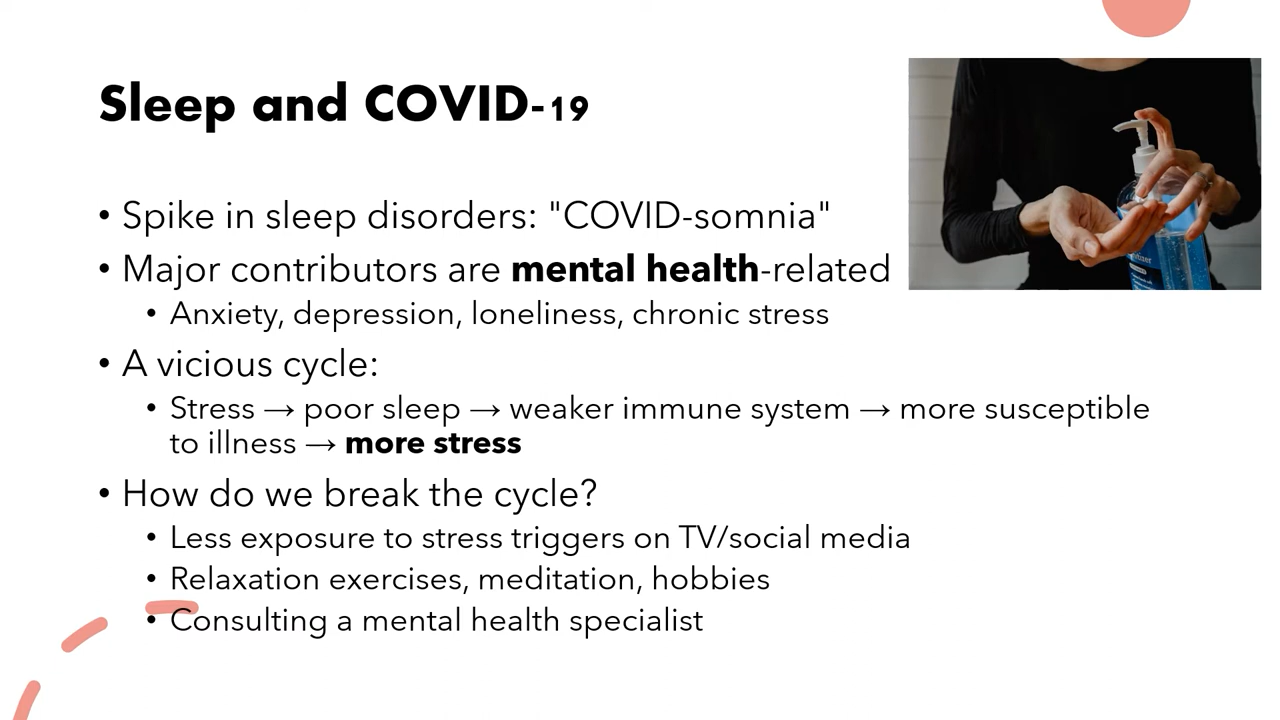 Sleep and COVID-19
• Spike in sleep disorders: "COVID-somnia"
• Major contributors are mental health-related
• Anxiety, depression, loneliness, chronic stress
• A vicious cycle:
• Stress → poor sleep → weaker immune system → more susceptible
to illness → more stress
• How do we break the cycle?
• Less exposure to stress triggers on TV/social media
• Relaxation exercises, meditation, hobbies
• Consulting a mental health specialist